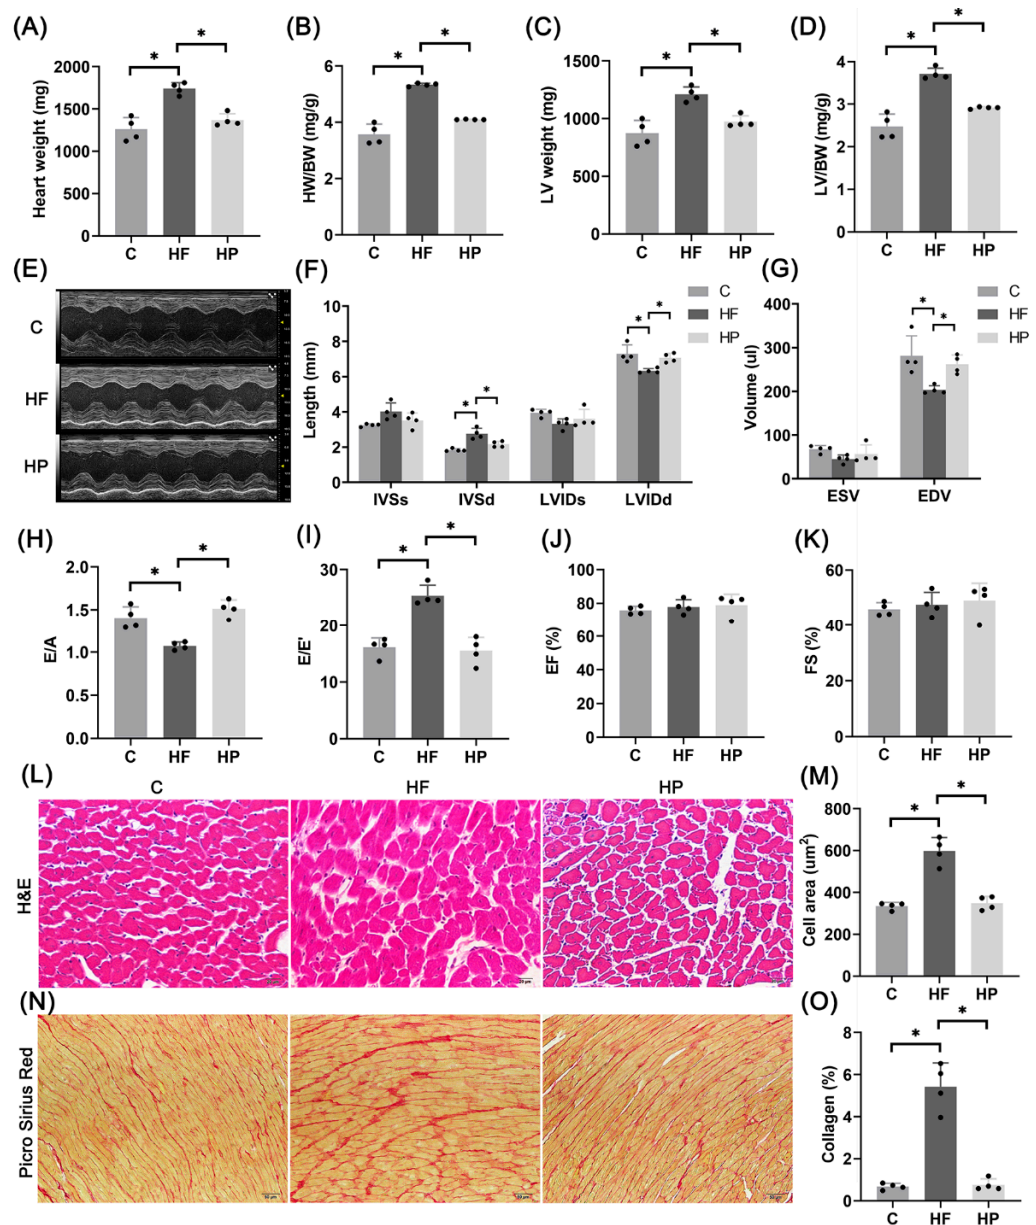 (A)
Heart weight (mg)
2000
1500
1000
500
0
*
*
C HF HP
(B)
HW/BW (mg/g)
6
4
2
0
*
*
C HF HP
(C)
LV weight (mg)
1500
1000
500
0
*
*
C HF HP
(D)
LV/BW (mg/g)
4
3
2
1
0
*
*
C HF HP
(E)
C
HF
HP
(F)
Length (mm)
10
8
6
4
2
0
*
*
*
*
IVSs IVSd LVIDs LVIDd
C
HF
HP
(G)
Volume (ul)
400
300
200
100
0
*
*
ESV EDV
C
HF
HP
(H)
E/A
2.0
1.5
1.0
0.5
0.0
*
*
C HF HP
(I)
E/E'
30
20
10
0
*
*
C HF HP
(J)
EF (%)
100
80
60
40
20
0
C HF HP
(K)
FS (%)
60
40
20
0
C HF HP
(L)
C HF HP
H&E
(M)
Cell area (um²)
800
600
400
200
0
*
*
C HF HP
(N)
Picro Sirius Red
(O)
Collagen (%)
8
6
4
2
0
*
*
C HF HP